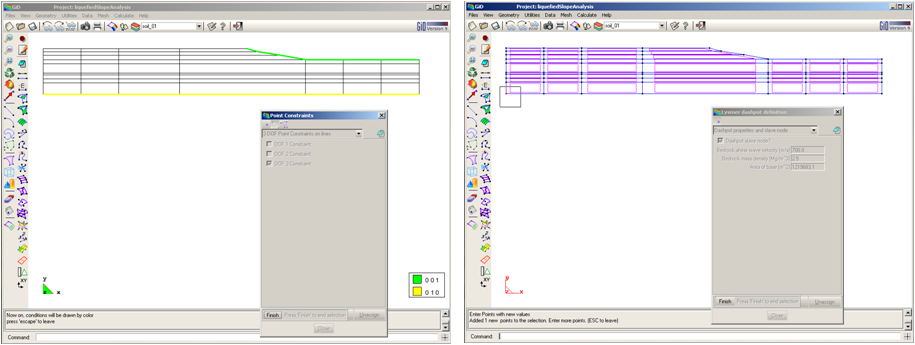 GiD Project: liquefiedSlopeAnalysis
Files View Geometry Utilities Data Mesh Calculate Help
soil_01
GiD
Version 9
Point Constraints
3 DOF Point Constraints on lines
DOF 1 Constraint
DOF 2 Constraint
DOF 3 Constraint
y
x
0 0 1
0 1 0
Finish Press Finish to end selection Unassign
Close
Now, conditions will be drawn by color
press 'escape' to leave
Command:
GiD Project: liquefiedSlopeAnalysis
Files View Geometry Utilities Data Mesh Calculate Help
soil_01
GiD
Lysmer dashpot definition
Dashpot properties and slave node
Dashpot slave node?
Bedrock shear wave velocity (m/s) 700.0
Bedrock mass density (Mg/cm^3) 2.5
Area of base (m^2)
y
x
Finish Press Finish to end selection Unassign
Close
Enter Points with new values
Added 1 new points to the selection. Enter more points. (ESC to leave)
Command: